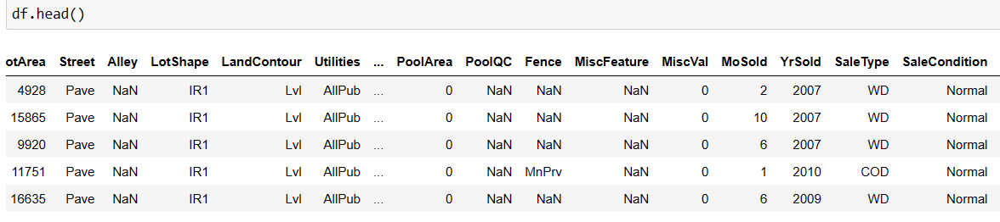 df.head()
otArea Street Alley LotShape LandContour Utilities ... PoolArea PoolQC Fence MiscFeature MiscVal MoSold YrSold SaleType SaleCondition
4928 Pave NaN IR1 Lvl AllPub ... 0 NaN NaN NaN 0 2 2007 WD Normal
15865 Pave NaN IR1 Lvl AllPub ... 0 NaN NaN NaN 0 10 2007 WD Normal
9920 Pave NaN IR1 Lvl AllPub ... 0 NaN NaN NaN 0 6 2007 WD Normal
11751 Pave NaN IR1 Lvl AllPub ... 0 NaN MnPrv NaN 0 1 2010 COD Normal
16635 Pave NaN IR1 Lvl AllPub ... 0 NaN NaN NaN 0 6 2009 WD Normal